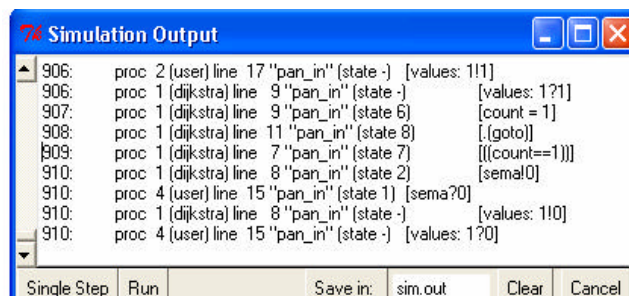 Simulation Output
906: proc 2 (user) line 17 "pan_in" (state -) [values: 1!1]
906: proc 1 (dijkstra) line 9 "pan_in" (state -) [values: 1?1]
907: proc 1 (dijkstra) line 9 "pan_in" (state 6) [count = 1]
908: proc 1 (dijkstra) line 11 "pan_in" (state 8) [.(goto)]
909: proc 1 (dijkstra) line 7 "pan_in" (state 7) [((count==1))]
910: proc 1 (dijkstra) line 8 "pan_in" (state 2) [sema!0]
910: proc 4 (user) line 15 "pan_in" (state 1) [sema?0]
910: proc 1 (dijkstra) line 8 "pan_in" (state -) [values: 1!0]
910: proc 4 (user) line 15 "pan_in" (state -) [values: 1?0]
Single Step Run Save in: sim.out Clear Cancel